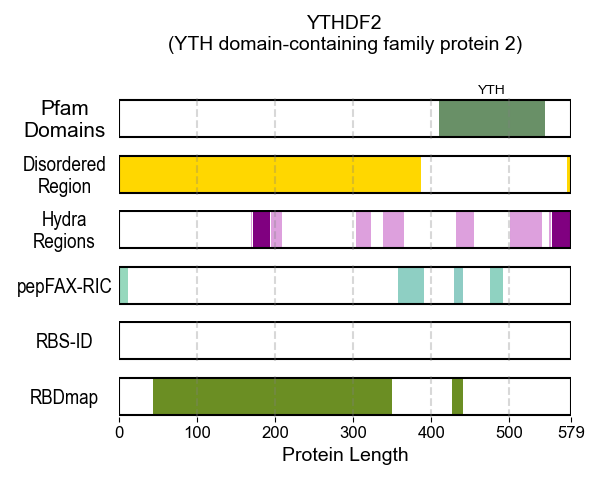 YTHDF2
(YTH domain-containing family protein 2)
YTH
Pfam
Domains
Disordered
Region
Hydra
Regions
pepFAX-RIC
RBS-ID
RBDmap
0 100 200 300 400 500 579
Protein Length